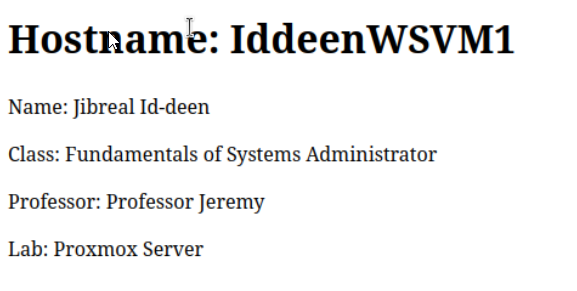 Hostname: IddeenWSVM1
Name: Jibreal Id-deen
Class: Fundamentals of Systems Administrator
Professor: Professor Jeremy
Lab: Proxmox Server